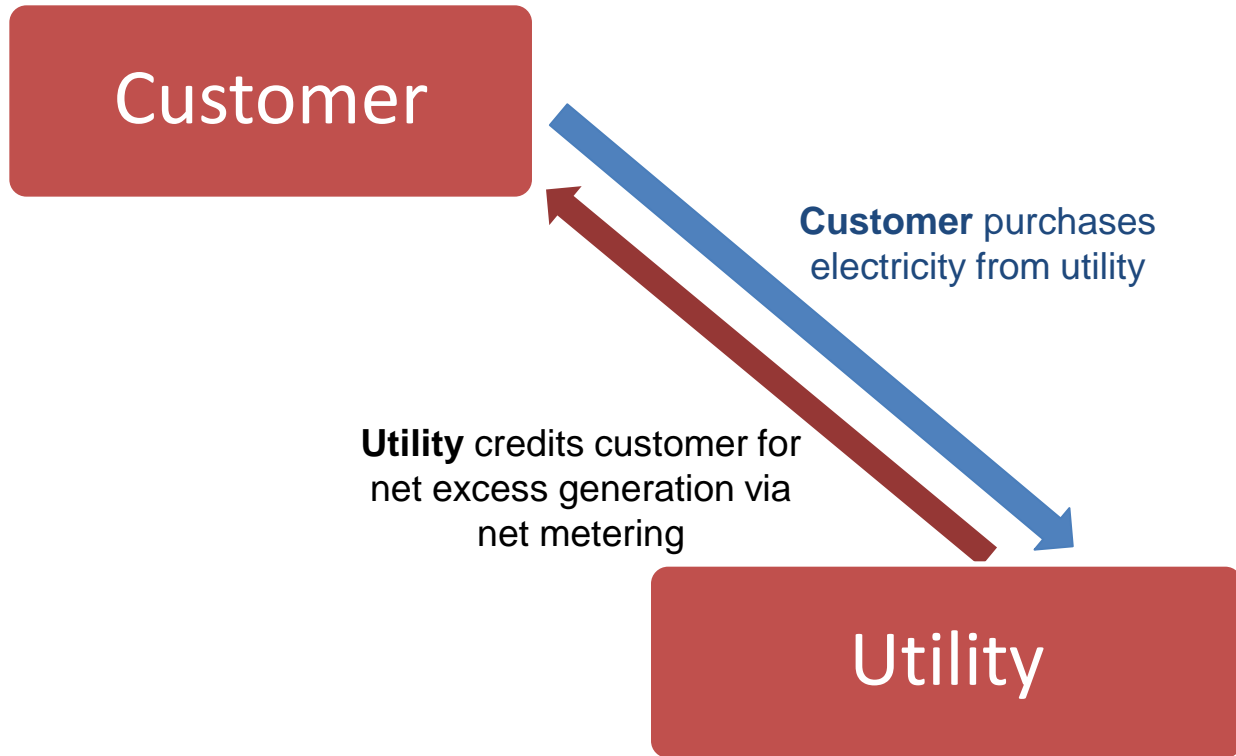 Customer
Customer purchases
electricity from utility
Utility credits customer for
net excess generation via
net metering
Utility